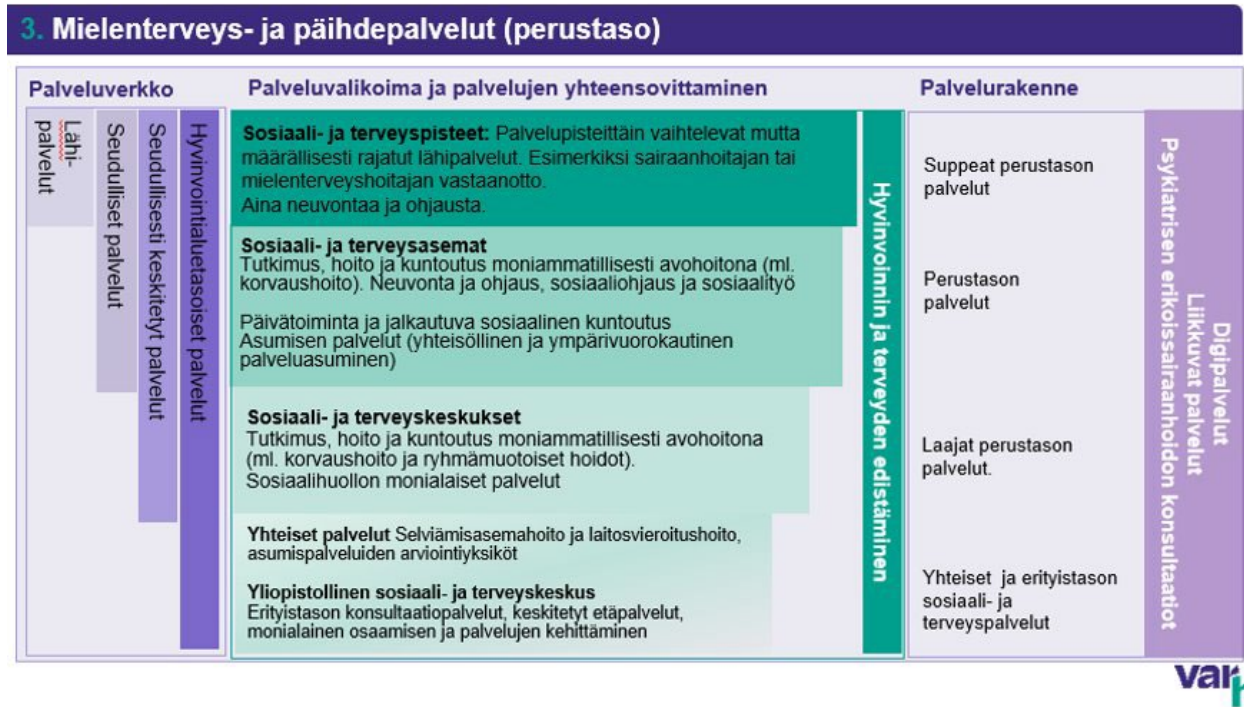 3. Mielenterveys- ja päihdepalvelut (perustaso)
Palveluverkko
Palveluvalikoima ja palvelujen yhteensovittaminen
Palvelurakenne
Lähi-
palvelut
Seudulliset palvelut
Seudullisesti keskitetyt palvelut
Hyvinvointialuetasoiset palvelut
Sosiaali- ja terveyspisteet: Palvelupisteittäin vaihtelevat mutta
määrällisesti rajatut lähipalvelut. Esimerkiksi sairaanhoitajan tai
mielenterveyshoitajan vastaanotto.
Aina neuvontaa ja ohjausta.
Sosiaali- ja terveysasemat
Tutkimus, hoito ja kuntoutus moniammatillisesti avohoitona (ml.
korvaushoito). Neuvonta ja ohjaus, sosiaaliohjaus ja sosiaalityö
Päivätoiminta ja jalkautuva sosiaalinen kuntoutus
Asumisen palvelut (yhteisöllinen ja ympärivuorokautinen
palveluasuminen)
Sosiaali- ja terveyskeskukset
Tutkimus, hoito ja kuntoutus moniammatillisesti avohoitona
(ml. korvaushoito ja ryhmämuotoiset hoidot).
Sosiaalihuollon monialaiset palvelut
Yhteiset palvelut Selviämisasemahoito ja laitosvieroitushoito,
asumispalveluiden arviointiyksiköt
Yliopistollinen sosiaali- ja terveyskeskus
Erityistason konsultaatiopalvelut, keskitetyt etäpalvelut,
monialainen osaamisen ja palvelujen kehittäminen
Hyvinvoinnin ja terveyden edistäminen
Suppeat perustason
palvelut
Perustason
palvelut
Laajat perustason
palvelut.
Yhteiset ja erityistason
sosiaali- ja
terveyspalvelut
Digipalvelut
Liikkuvat palvelut
Psykiatrisen erikoissairaanhoidon konsultaatiot